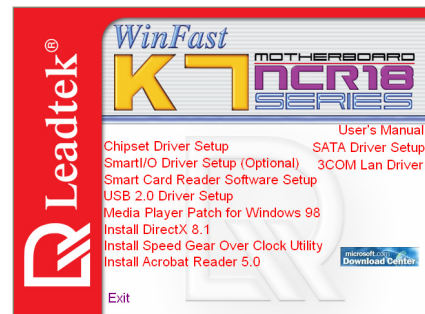 Leadtek®
WinFast
K7
MOTHERBOARD
NCR18
SERIES
User's Manual
Chipset Driver Setup
SATA Driver Setup
SmartI/O Driver Setup (Optional)
3COM Lan Driver
Smart Card Reader Software Setup
USB 2.0 Driver Setup
Media Player Patch for Windows 98
Install DirectX 8.1
Install Speed Gear Over Clock Utility
Install Acrobat Reader 5.0
microsoft.com
Download Center
Exit